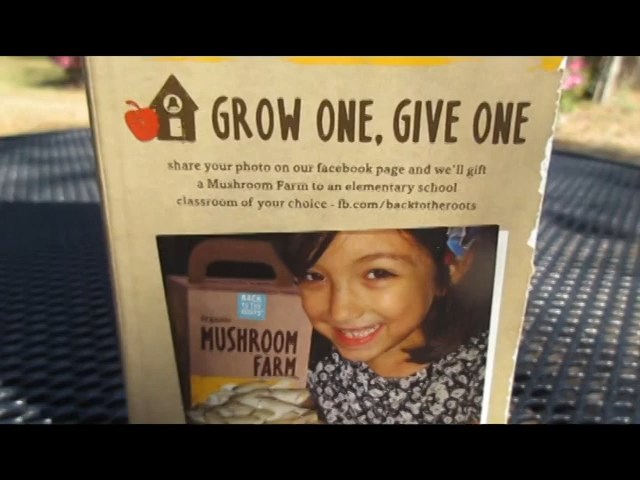 GROW ONE, GIVE ONE
share your photo on our facebook page and we'll gift
a Mushroom Farm to an elementary school
classroom of your choice - fb.com/backtotheroots
BACK
TO THE
ROOTS
Organic
MUSHROOM
FARM